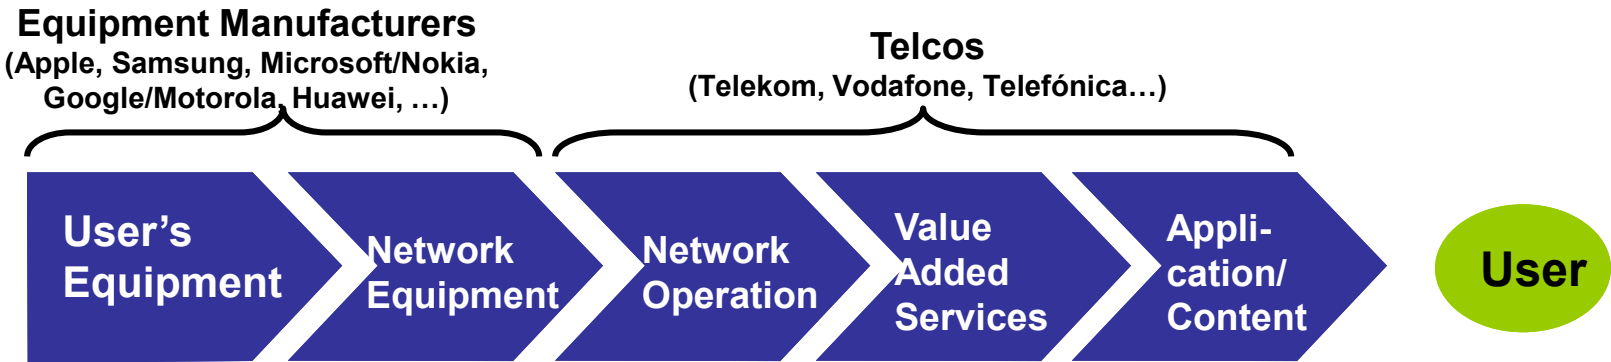 Equipment Manufacturers
(Apple, Samsung, Microsoft/Nokia,
Google/Motorola, Huawei, …)
Telcos
(Telekom, Vodafone, Telefónica…)
User’s
Equipment
Network
Equipment
Network
Operation
Value
Added
Services
Appli-
cation/
Content
User